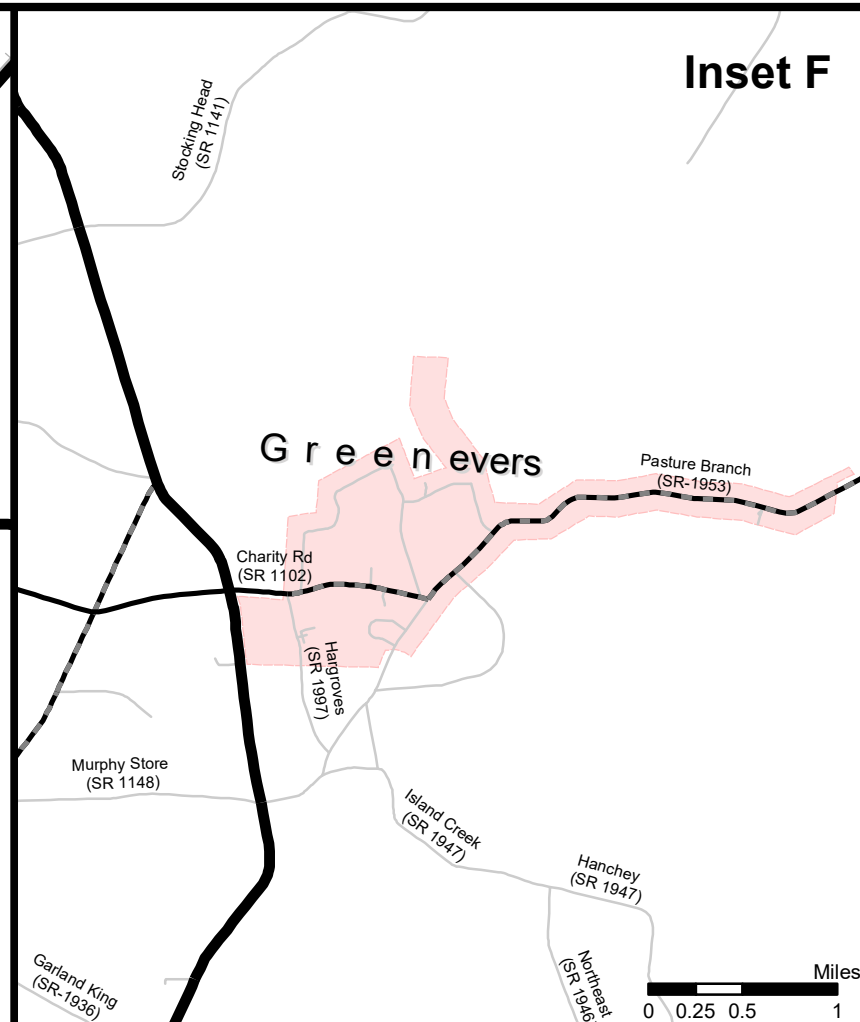 Inset F
Stocking Head
(SR 1141)
G r e e n evers
Pasture Branch
(SR-1953)
Charity Rd
(SR 1102)
Hargroves
(SR 1997)
Murphy Store
(SR 1148)
Island Creek
(SR 1947)
Hanchey
(SR 1947)
Garland King
(SR-1936)
Northeast
(SR 1946)
Miles
0 0.25 0.5 1